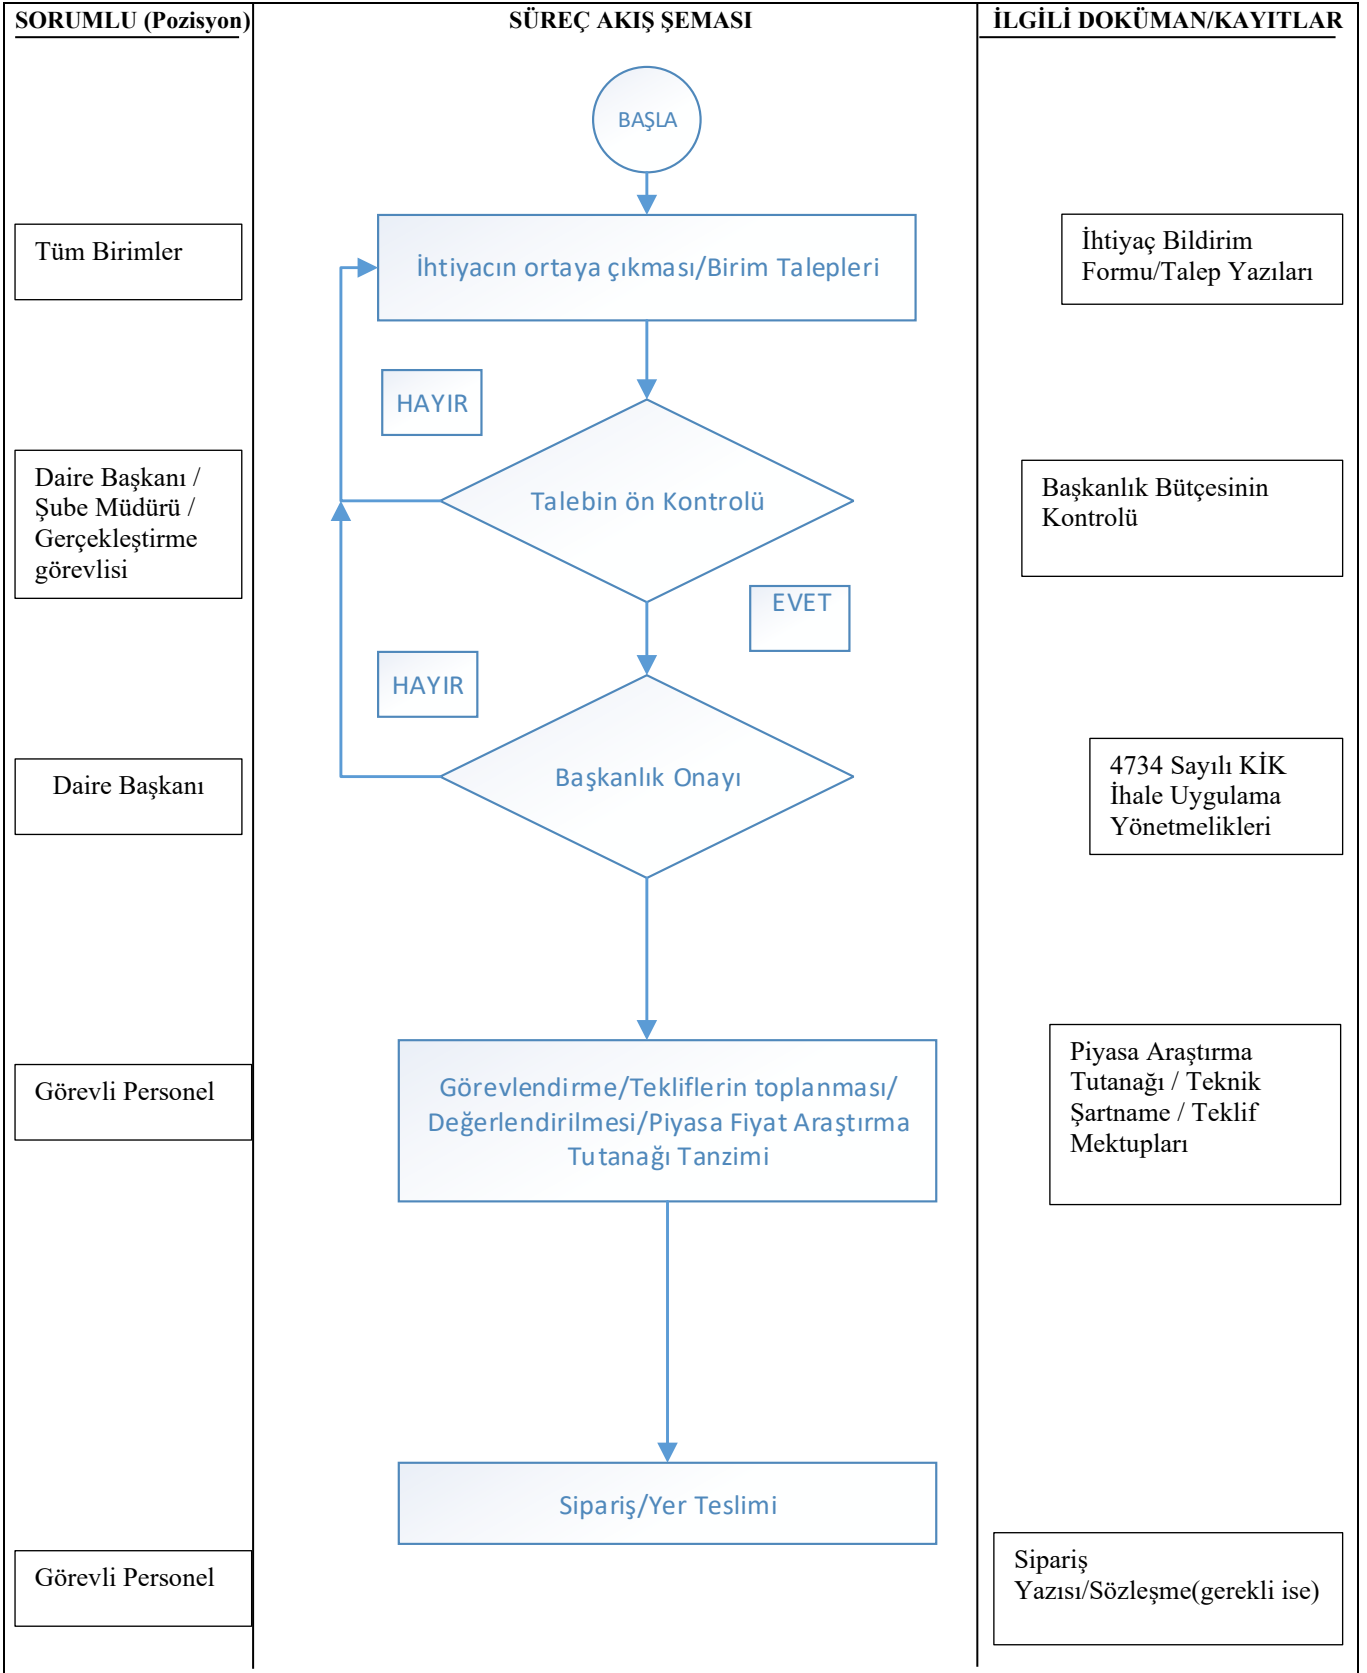 SORUMLU (Pozisyon)
SÜREÇ AKIŞ ŞEMASI
İLGİLİ DOKÜMAN/KAYITLAR
BAŞLA
Tüm Birimler
İhtiyacın ortaya çıkması/Birim Talepleri
İhtiyaç Bildirim
Formu/Talep Yazıları
HAYIR
Daire Başkanı /
Şube Müdürü /
Gerçekleştirme
görevlisi
Talebin ön Kontrolü
Başkanlık Bütçesinin
Kontrolü
EVET
HAYIR
Daire Başkanı
Başkanlık Onayı
4734 Sayılı KİK
İhale Uygulama
Yönetmelikleri
Görevli Personel
Görevlendirme/Tekliflerin toplanması/
Değerlendirilmesi/Piyasa Fiyat Araştırma
Tutanağı Tanzimi
Piyasa Araştırma
Tutanağı / Teknik
Şartname / Teklif
Mektupları
Sipariş/Yer Teslimi
Görevli Personel
Sipariş
Yazısı/Sözleşme(gerekli ise)